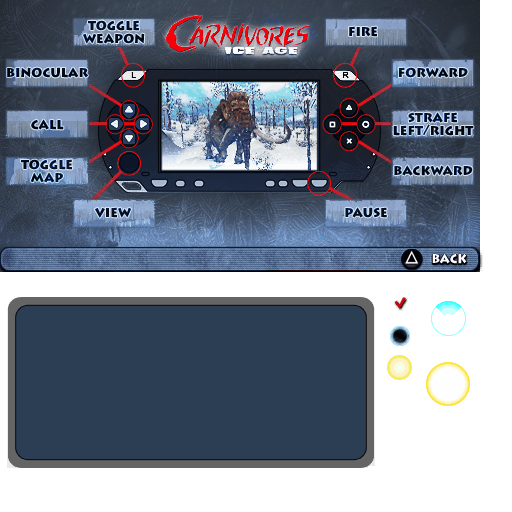 TOGGLE
WEAPON
CARNIVORES
ICE AGE
FIRE
BINOCULAR
L
R
FORWARD
CALL
STRAFE
LEFT/RIGHT
TOGGLE
MAP
BACKWARD
VIEW
PAUSE
BACK